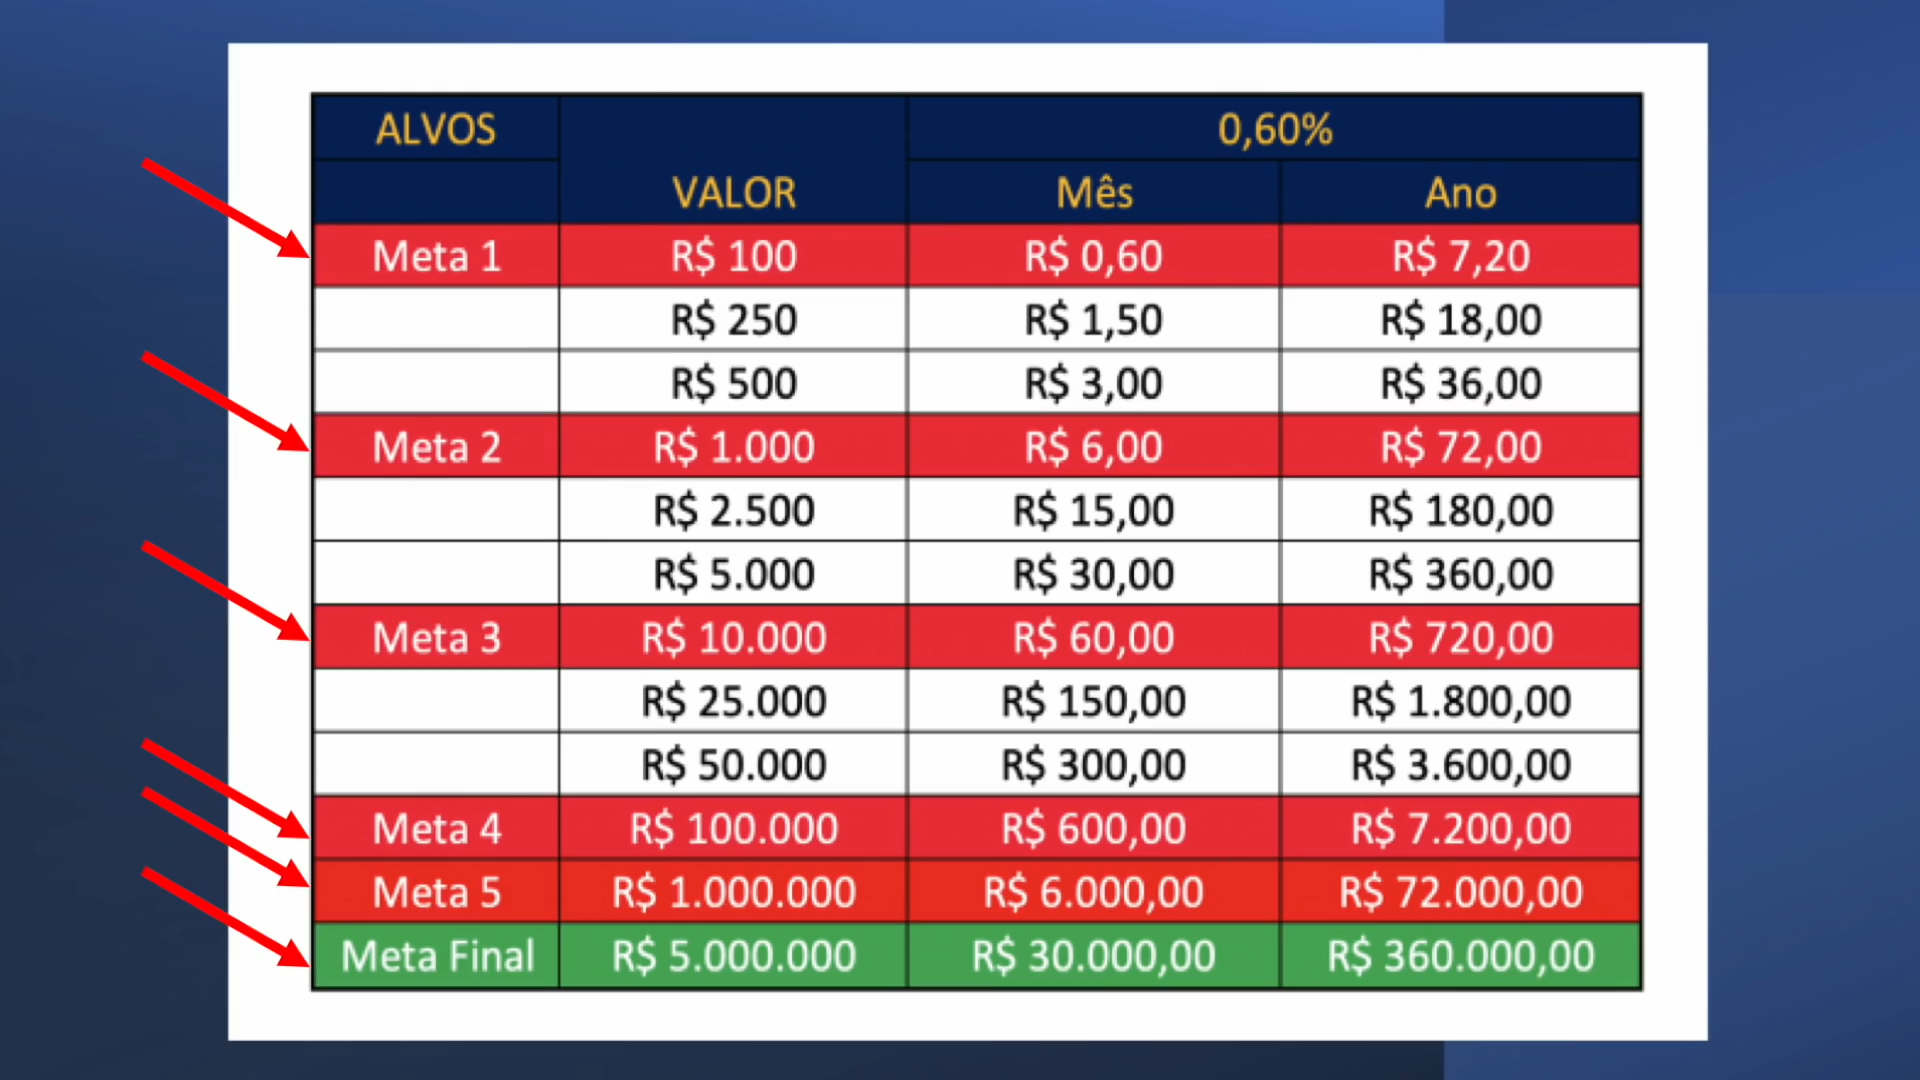 ALVOS 0,60%
VALOR Mês Ano
Meta 1 R$ 100 R$ 0,60 R$ 7,20
R$ 250 R$ 1,50 R$ 18,00
R$ 500 R$ 3,00 R$ 36,00
Meta 2 R$ 1.000 R$ 6,00 R$ 72,00
R$ 2.500 R$ 15,00 R$ 180,00
R$ 5.000 R$ 30,00 R$ 360,00
Meta 3 R$ 10.000 R$ 60,00 R$ 720,00
R$ 25.000 R$ 150,00 R$ 1.800,00
R$ 50.000 R$ 300,00 R$ 3.600,00
Meta 4 R$ 100.000 R$ 600,00 R$ 7.200,00
Meta 5 R$ 1.000.000 R$ 6.000,00 R$ 72.000,00
Meta Final R$ 5.000.000 R$ 30.000,00 R$ 360.000,00